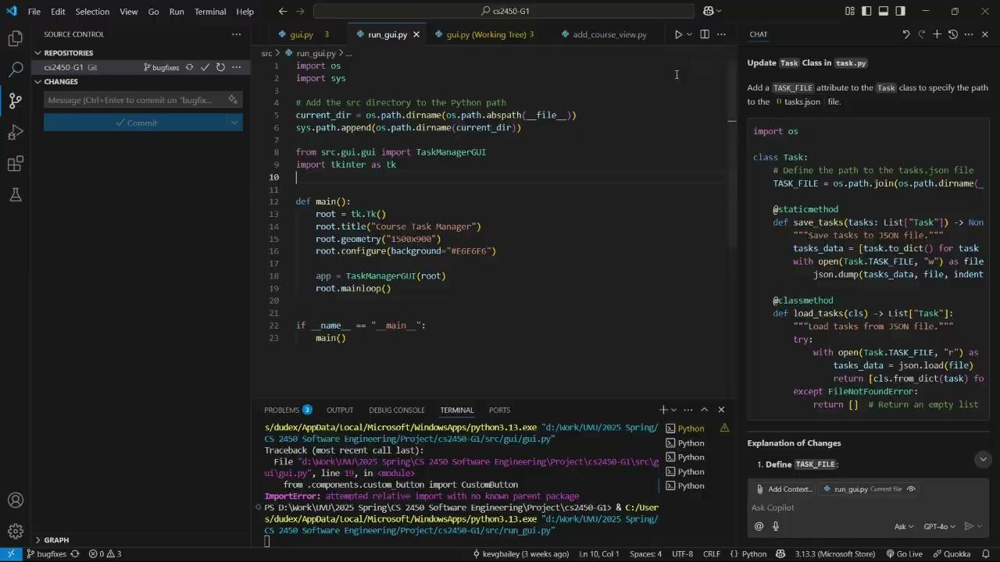 File Edit Selection View Go Run Terminal Help
cs2450-G1
SOURCE CONTROL
REPOSITORIES
cs2450-G1 Git bugfixes
CHANGES
Message (Ctrl+Enter to commit on "bugfix...
Commit
GRAPH
gui.py 3
run_gui.py
gui.py (Working Tree) 3
add_course_view.py
src > run_gui.py > ...
1 import os
2 import sys
3
4 # Add the src directory to the Python path
5 current_dir = os.path.dirname(os.path.abspath(__file__))
6 sys.path.append(os.path.dirname(current_dir))
7
8 from src.gui.gui import TaskManagerGUI
9 import tkinter as tk
10
11
12 def main():
13 root = tk.Tk()
14 root.title("Course Task Manager")
15 root.geometry("1500x900")
16 root.configure(background="#E6E6E6")
17
18 app = TaskManagerGUI(root)
19 root.mainloop()
20
21
22 if __name__ == "__main__":
23 main()
PROBLEMS 3 OUTPUT DEBUG CONSOLE TERMINAL PORTS
s/dudex/AppData/Local/Microsoft/WindowsApps/python3.13.exe "d:/Work/UVU/2025 Spring/
CS 2450 Software Engineering/Project/cs2450-G1/src/gui/gui.py"
Traceback (most recent call last):
File "d:\Work\UVU\2025 Spring\CS 2450 Software Engineering\Project\cs2450-G1\src\g
ui\gui.py", line 19, in <module>
from .components.custom_button import CustomButton
ImportError: attempted relative import with no known parent package
PS D:\Work\UVU\2025 Spring\CS 2450 Software Engineering\Project\cs2450-G1> & C:/User
s/dudex/AppData/Local/Microsoft/WindowsApps/python3.13.exe "d:/Work/UVU/2025 Spring/
CS 2450 Software Engineering/Project/cs2450-G1/src/run_gui.py"
Python
Python
Python
Python
Python
CHAT
Update Task Class in task.py
Add a TASK_FILE attribute to the Task class to specify the path
to the {} tasks.json file.
import os
class Task:
# Define the path to the tasks.json file
TASK_FILE = os.path.join(os.path.dirname(_
@staticmethod
def save_tasks(tasks: List["Task"]) -> Non
"""Save tasks to JSON file."""
tasks_data = [task.to_dict() for task
with open(Task.TASK_FILE, "w") as file
json.dump(tasks_data, file, indent
@classmethod
def load_tasks(cls) -> List["Task"]:
"""Load tasks from JSON file."""
try:
with open(Task.TASK_FILE, "r") as
tasks_data = json.load(file)
return [cls.from_dict(task) fo
except FileNotFoundError:
return [] # Return an empty list
Explanation of Changes
1. Define TASK_FILE:
Add Context... run_gui.py Current file
Ask Copilot
@ Ask GPT-4o
bugfixes 0 3 kevgbailey (3 weeks ago) Ln 10, Col 1 Spaces: 4 UTF-8 CRLF {} Python 3.13.3 (Microsoft Store) Go Live Quokka